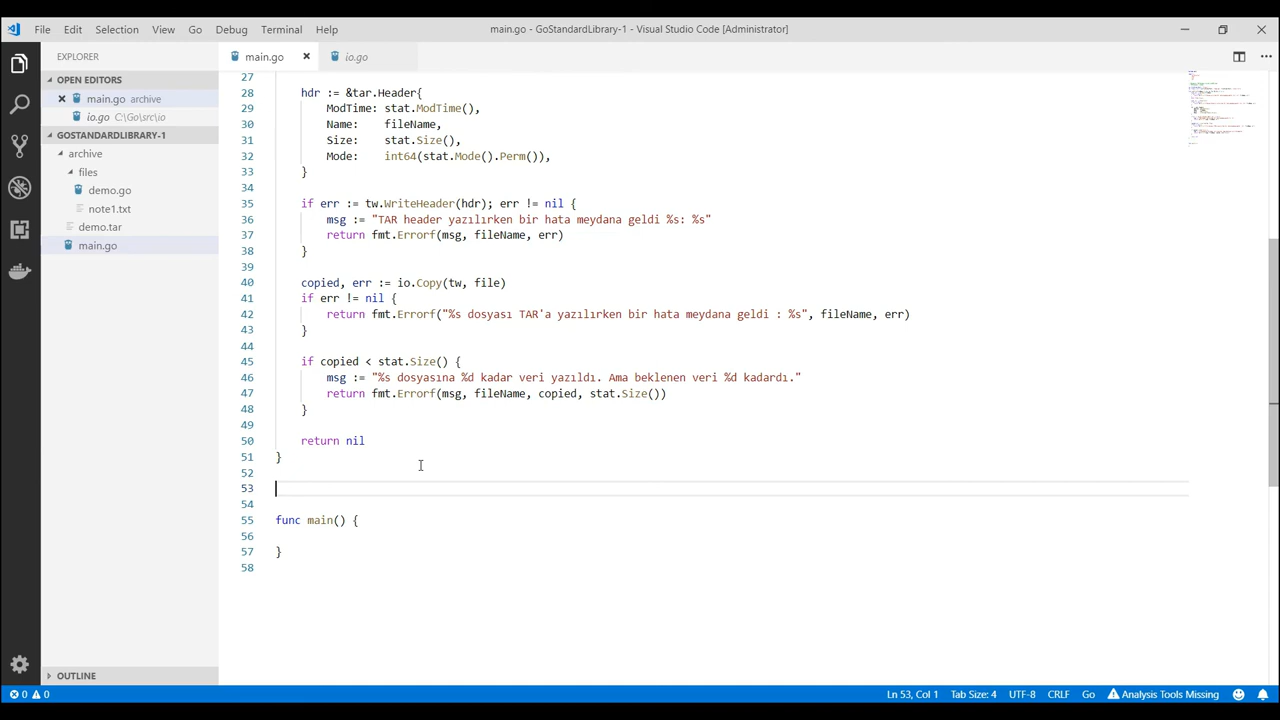 File Edit Selection View Go Debug Terminal Help
main.go - GoStandardLibrary-1 - Visual Studio Code [Administrator]
EXPLORER
OPEN EDITORS
main.go archive
io.go C:\Go\src\io
GOSTANDARDLIBRARY-1
archive
files
demo.go
note1.txt
demo.tar
main.go
OUTLINE
main.go
io.go
27
28 hdr := &tar.Header{
29 ModTime: stat.ModTime(),
30 Name: fileName,
31 Size: stat.Size(),
32 Mode: int64(stat.Mode().Perm()),
33 }
34
35 if err := tw.WriteHeader(hdr); err != nil {
36 msg := "TAR header yazılırken bir hata meydana geldi %s: %s"
37 return fmt.Errorf(msg, fileName, err)
38 }
39
40 copied, err := io.Copy(tw, file)
41 if err != nil {
42 return fmt.Errorf("%s dosyası TAR'a yazılırken bir hata meydana geldi : %s", fileName, err)
43 }
44
45 if copied < stat.Size() {
46 msg := "%s dosyasına %d kadar veri yazıldı. Ama beklenen veri %d kadardı."
47 return fmt.Errorf(msg, fileName, copied, stat.Size())
48 }
49
50 return nil
51 }
52
53
54
55 func main() {
56
57 }
58
0 0
Ln 53, Col 1 Tab Size: 4 UTF-8 CRLF Go Analysis Tools Missing